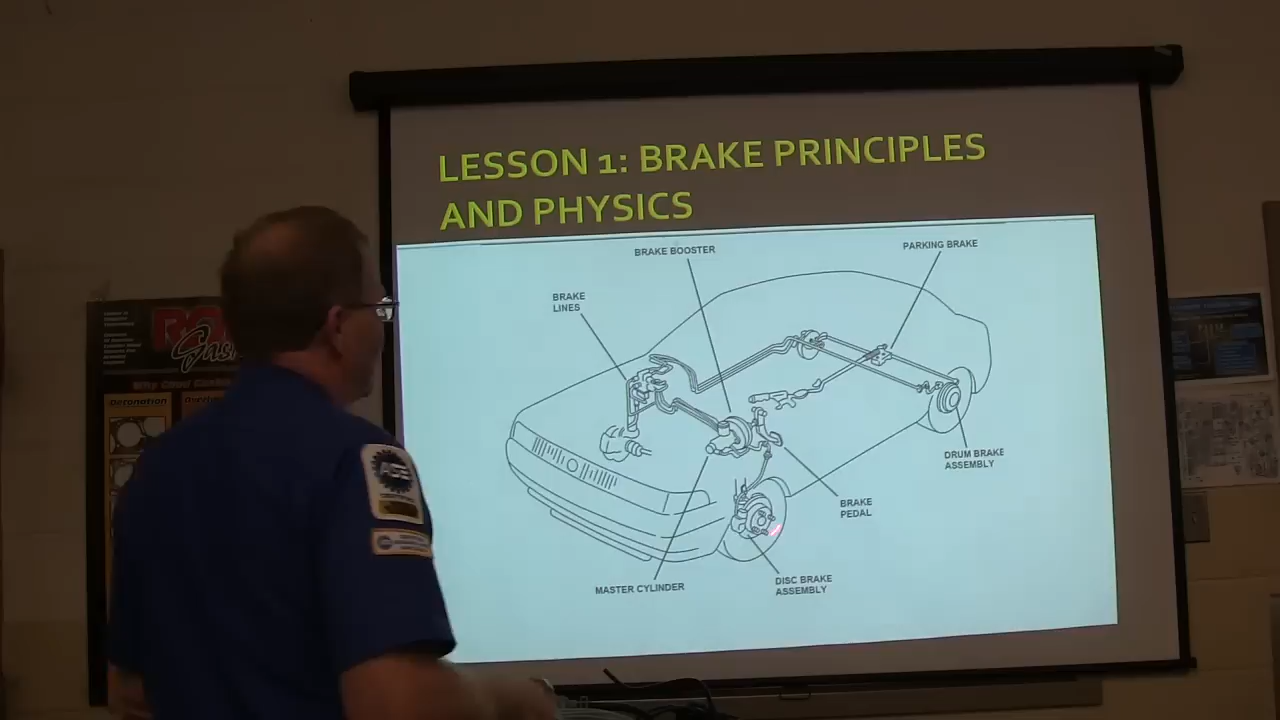 LESSON 1: BRAKE PRINCIPLES
AND PHYSICS
BRAKE BOOSTER
PARKING BRAKE
BRAKE
LINES
DRUM BRAKE
ASSEMBLY
BRAKE
PEDAL
MASTER CYLINDER
DISC BRAKE
ASSEMBLY
Detonation
ASE